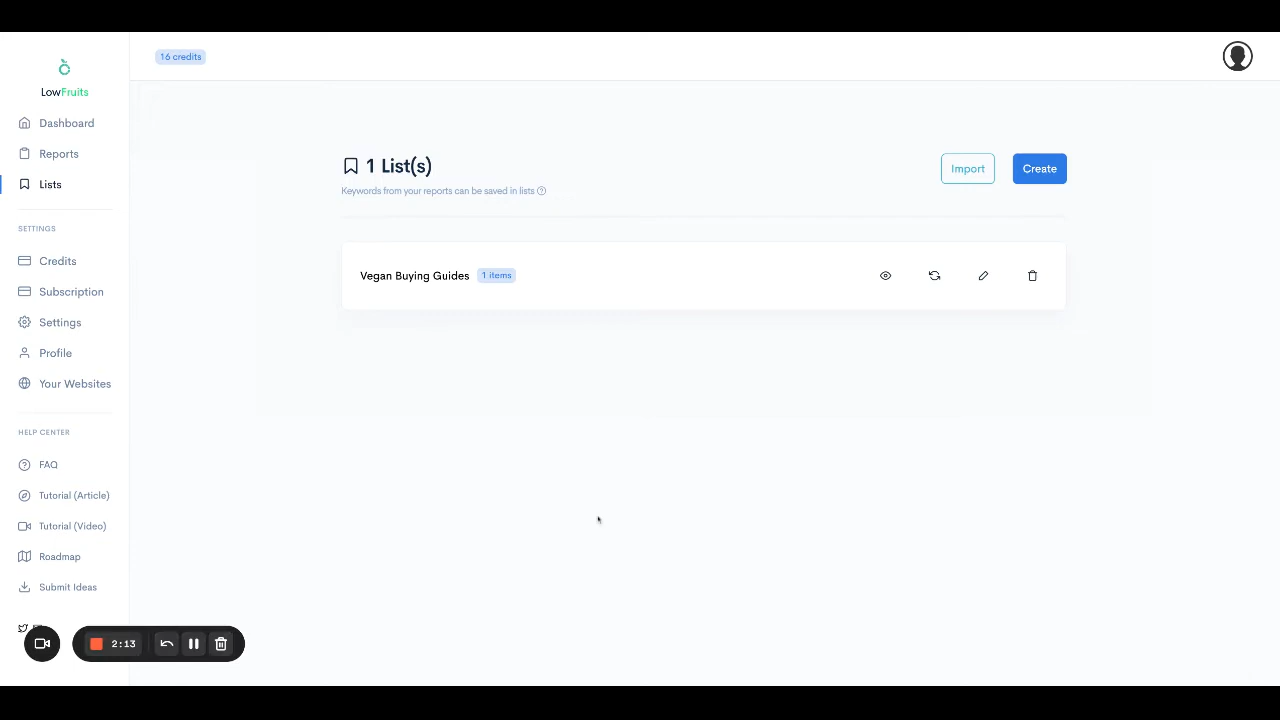 16 credits
LowFruits
Dashboard
Reports
Lists
SETTINGS
Credits
Subscription
Settings
Profile
Your Websites
HELP CENTER
FAQ
Tutorial (Article)
Tutorial (Video)
Roadmap
Submit Ideas
2:13
1 List(s)
Keywords from your reports can be saved in lists
Import
Create
Vegan Buying Guides
1 items